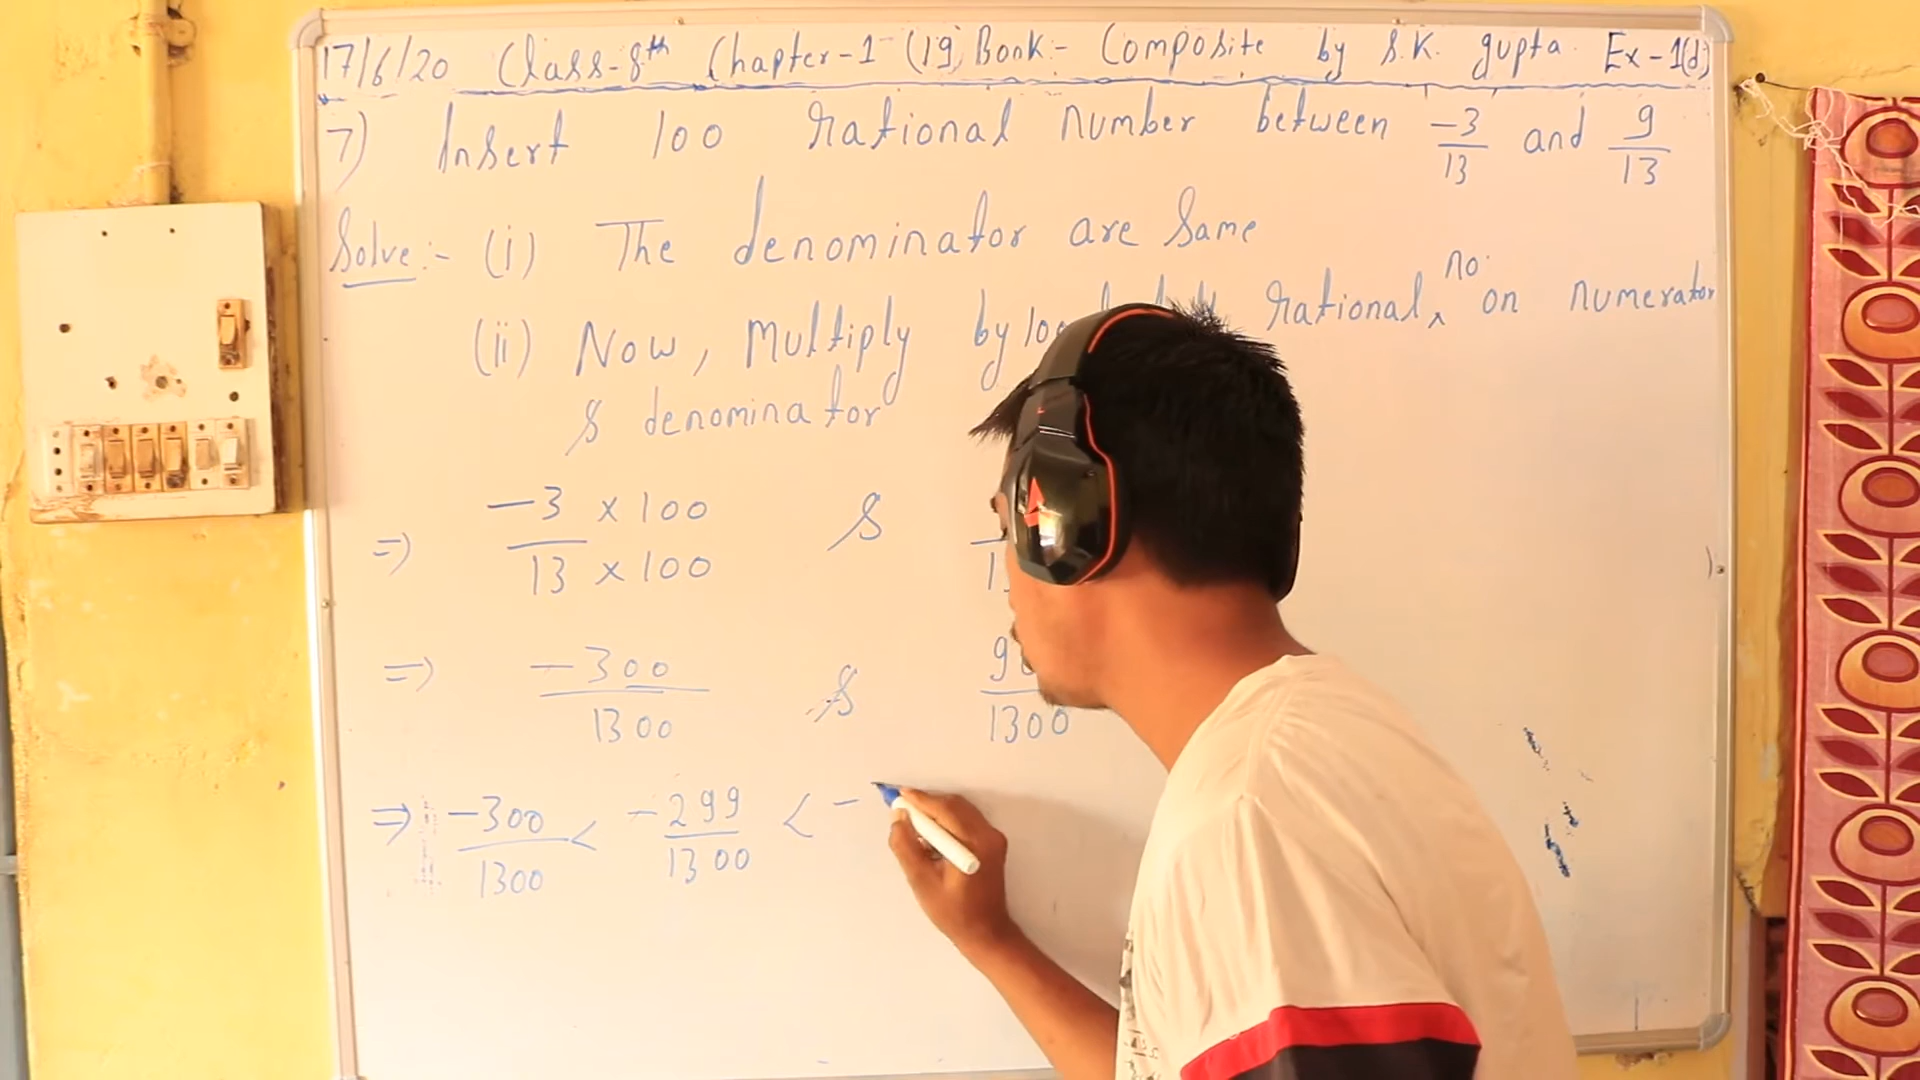 17/6/20 Class-8th Chapter-1 (19) Book:- Composite by S.K. gupta. Ex-1(d)
7) Insert 100 rational number between -3/13 and 9/13
Solve:- (i) The denominator are same
(ii) Now, Multiply by rational no. on numerator
& denominator
=) -3 x 100 / 13 x 100 &
=) -300/1300 & /1300
=> -300/1300 < -299/1300 < -